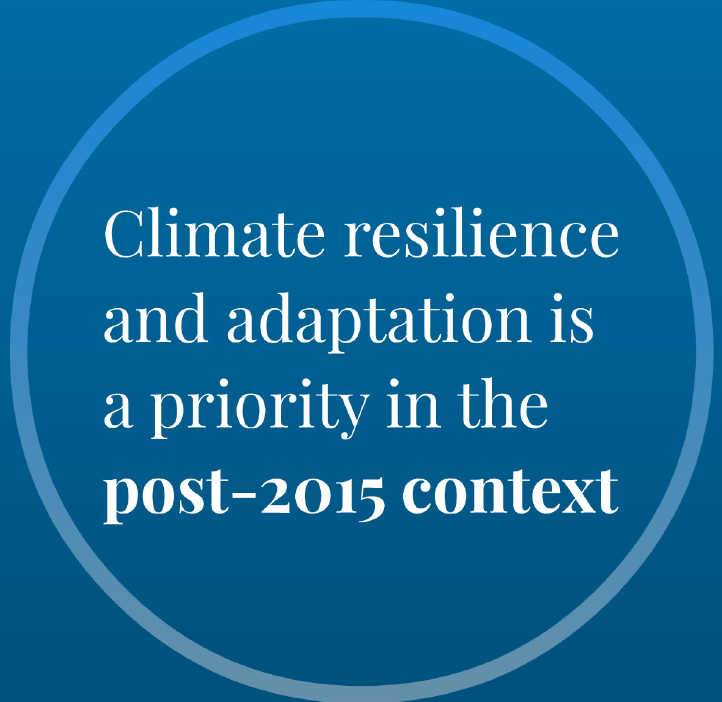 Climate resilience
and adaptation is
a priority in the
post-2015 context